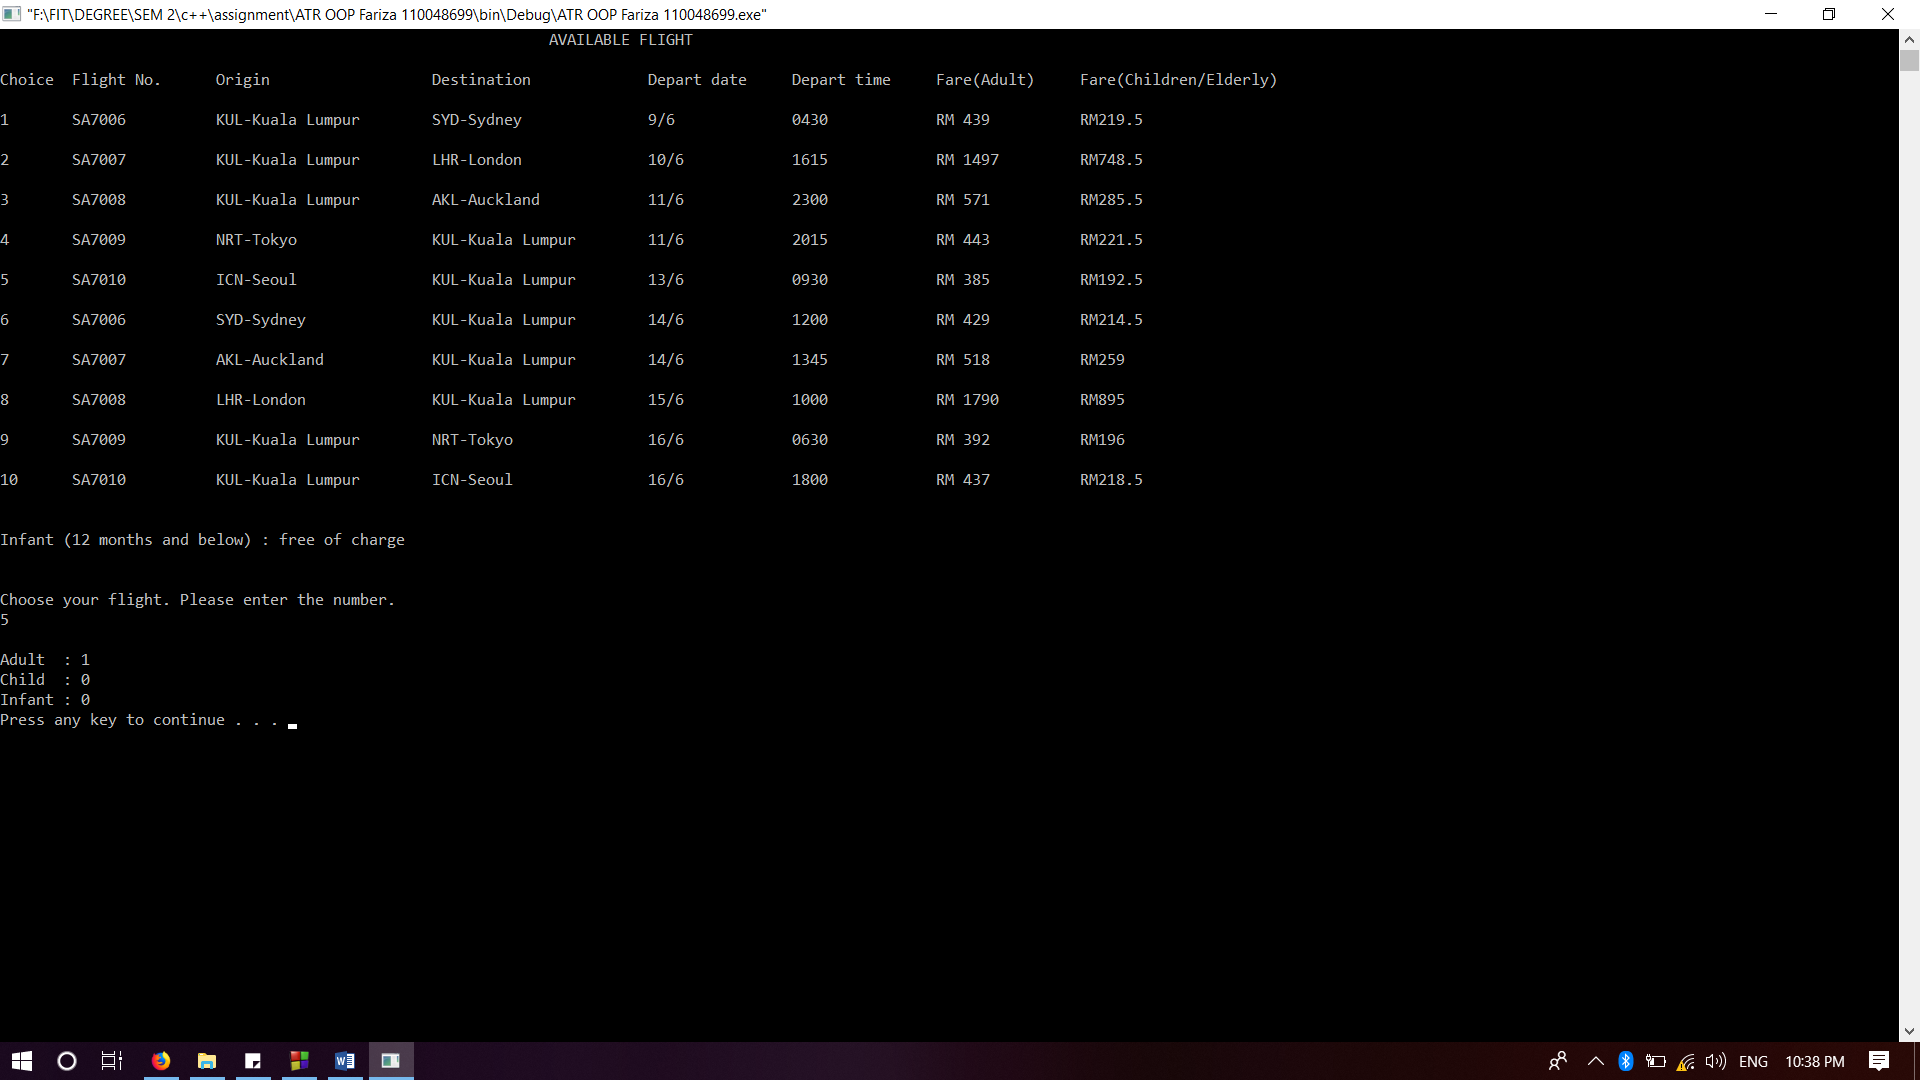 "F:\FIT\DEGREE\SEM 2\c++\assignment\ATR OOP Fariza 110048699\bin\Debug\ATR OOP Fariza 110048699.exe"
AVAILABLE FLIGHT
Choice Flight No. Origin Destination Depart date Depart time Fare(Adult) Fare(Children/Elderly)
1 SA7006 KUL-Kuala Lumpur SYD-Sydney 9/6 0430 RM 439 RM219.5
2 SA7007 KUL-Kuala Lumpur LHR-London 10/6 1615 RM 1497 RM748.5
3 SA7008 KUL-Kuala Lumpur AKL-Auckland 11/6 2300 RM 571 RM285.5
4 SA7009 NRT-Tokyo KUL-Kuala Lumpur 11/6 2015 RM 443 RM221.5
5 SA7010 ICN-Seoul KUL-Kuala Lumpur 13/6 0930 RM 385 RM192.5
6 SA7006 SYD-Sydney KUL-Kuala Lumpur 14/6 1200 RM 429 RM214.5
7 SA7007 AKL-Auckland KUL-Kuala Lumpur 14/6 1345 RM 518 RM259
8 SA7008 LHR-London KUL-Kuala Lumpur 15/6 1000 RM 1790 RM895
9 SA7009 KUL-Kuala Lumpur NRT-Tokyo 16/6 0630 RM 392 RM196
10 SA7010 KUL-Kuala Lumpur ICN-Seoul 16/6 1800 RM 437 RM218.5
Infant (12 months and below) : free of charge
Choose your flight. Please enter the number.
5
Adult : 1
Child : 0
Infant : 0
Press any key to continue . . .
ENG 10:38 PM